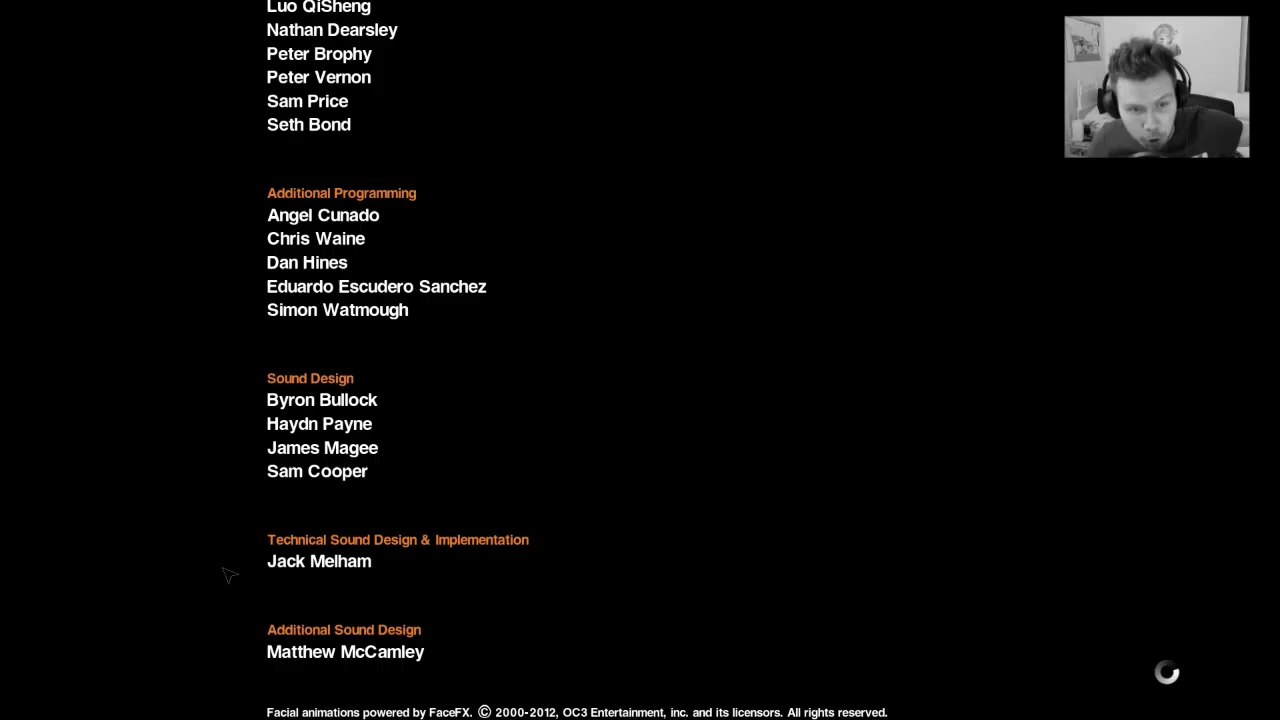 Luo QiSheng
Nathan Dearsley
Peter Brophy
Peter Vernon
Sam Price
Seth Bond
Additional Programming
Angel Cunado
Chris Waine
Dan Hines
Eduardo Escudero Sanchez
Simon Watmough
Sound Design
Byron Bullock
Haydn Payne
James Magee
Sam Cooper
Technical Sound Design & Implementation
Jack Melham
Additional Sound Design
Matthew McCamley
Facial animations powered by FaceFX. © 2000-2012, OC3 Entertainment, inc. and its licensors. All rights reserved.